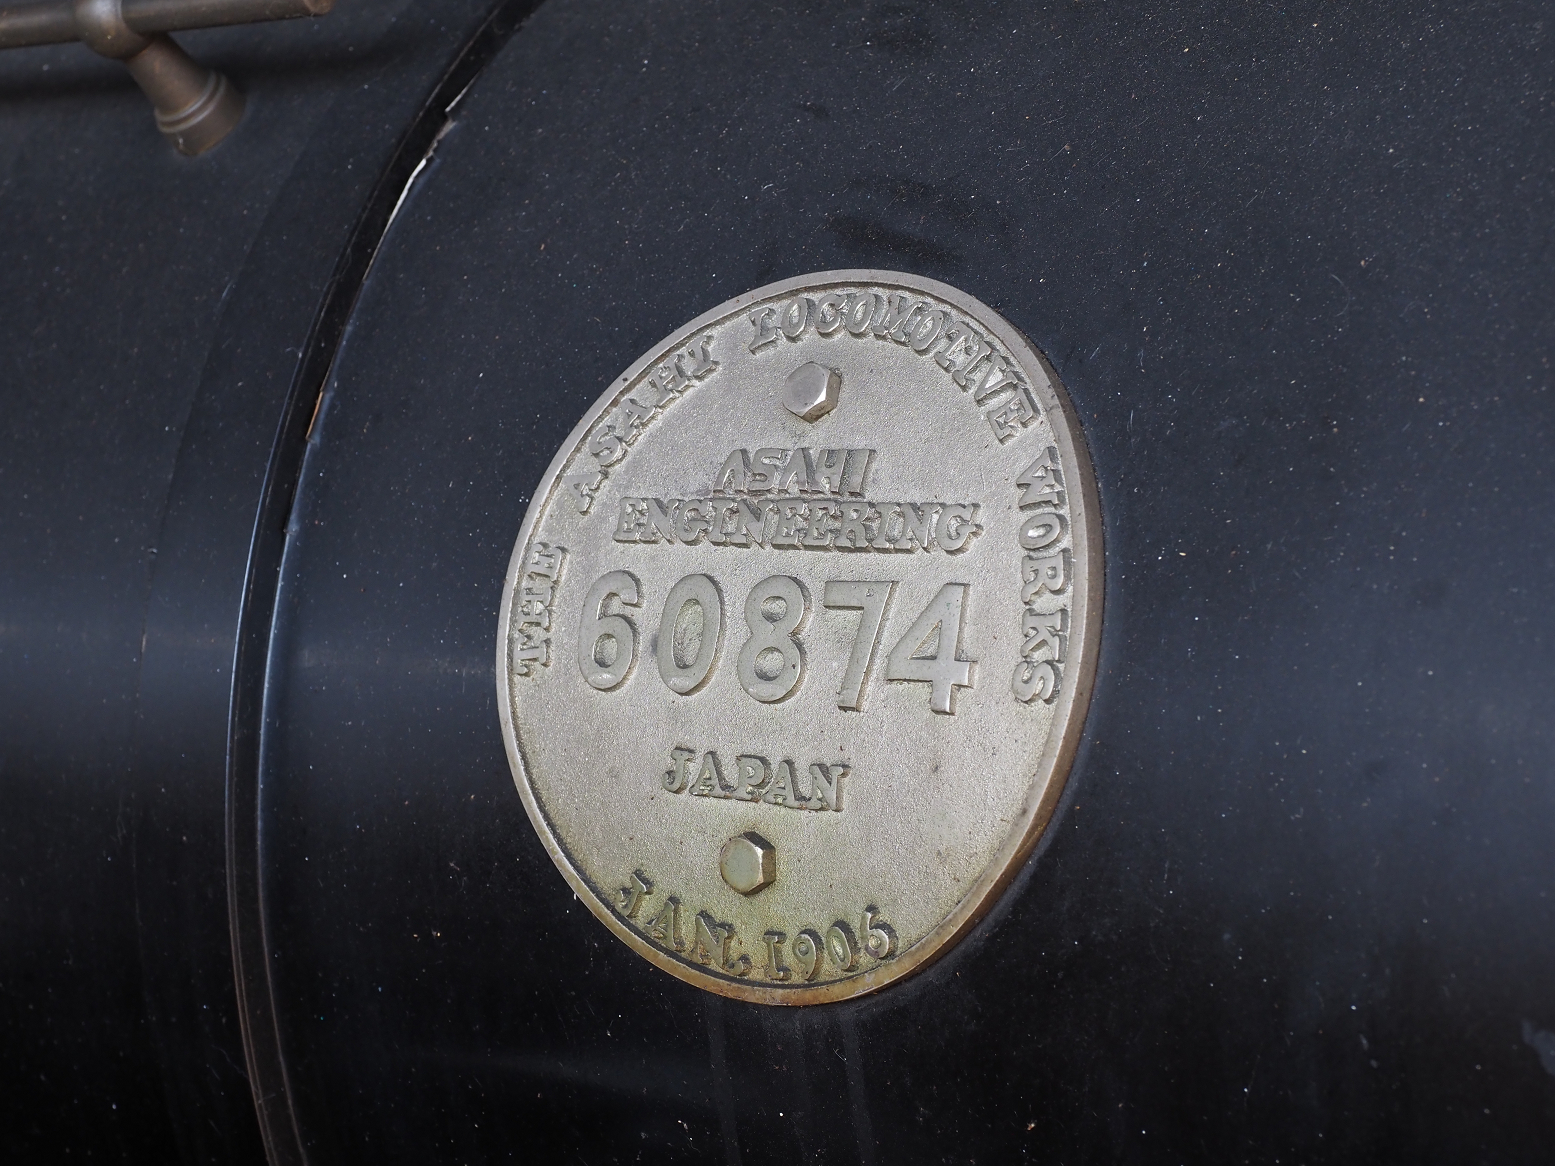 THE ASAHI LOCOMOTIVE WORKS
ASAHI
ENGINEERING
60874
JAPAN
JAN. 1906